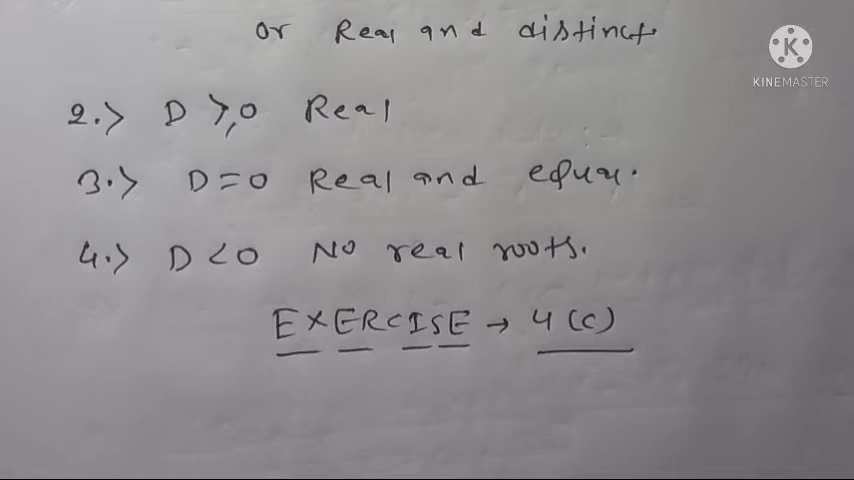 or Real and distinct.
K
KINEMASTER
2.> D ≥ 0 Real
3.> D = 0 Real and equal.
4.> D < 0 No real roots.
EXERCISE → 4 (C)